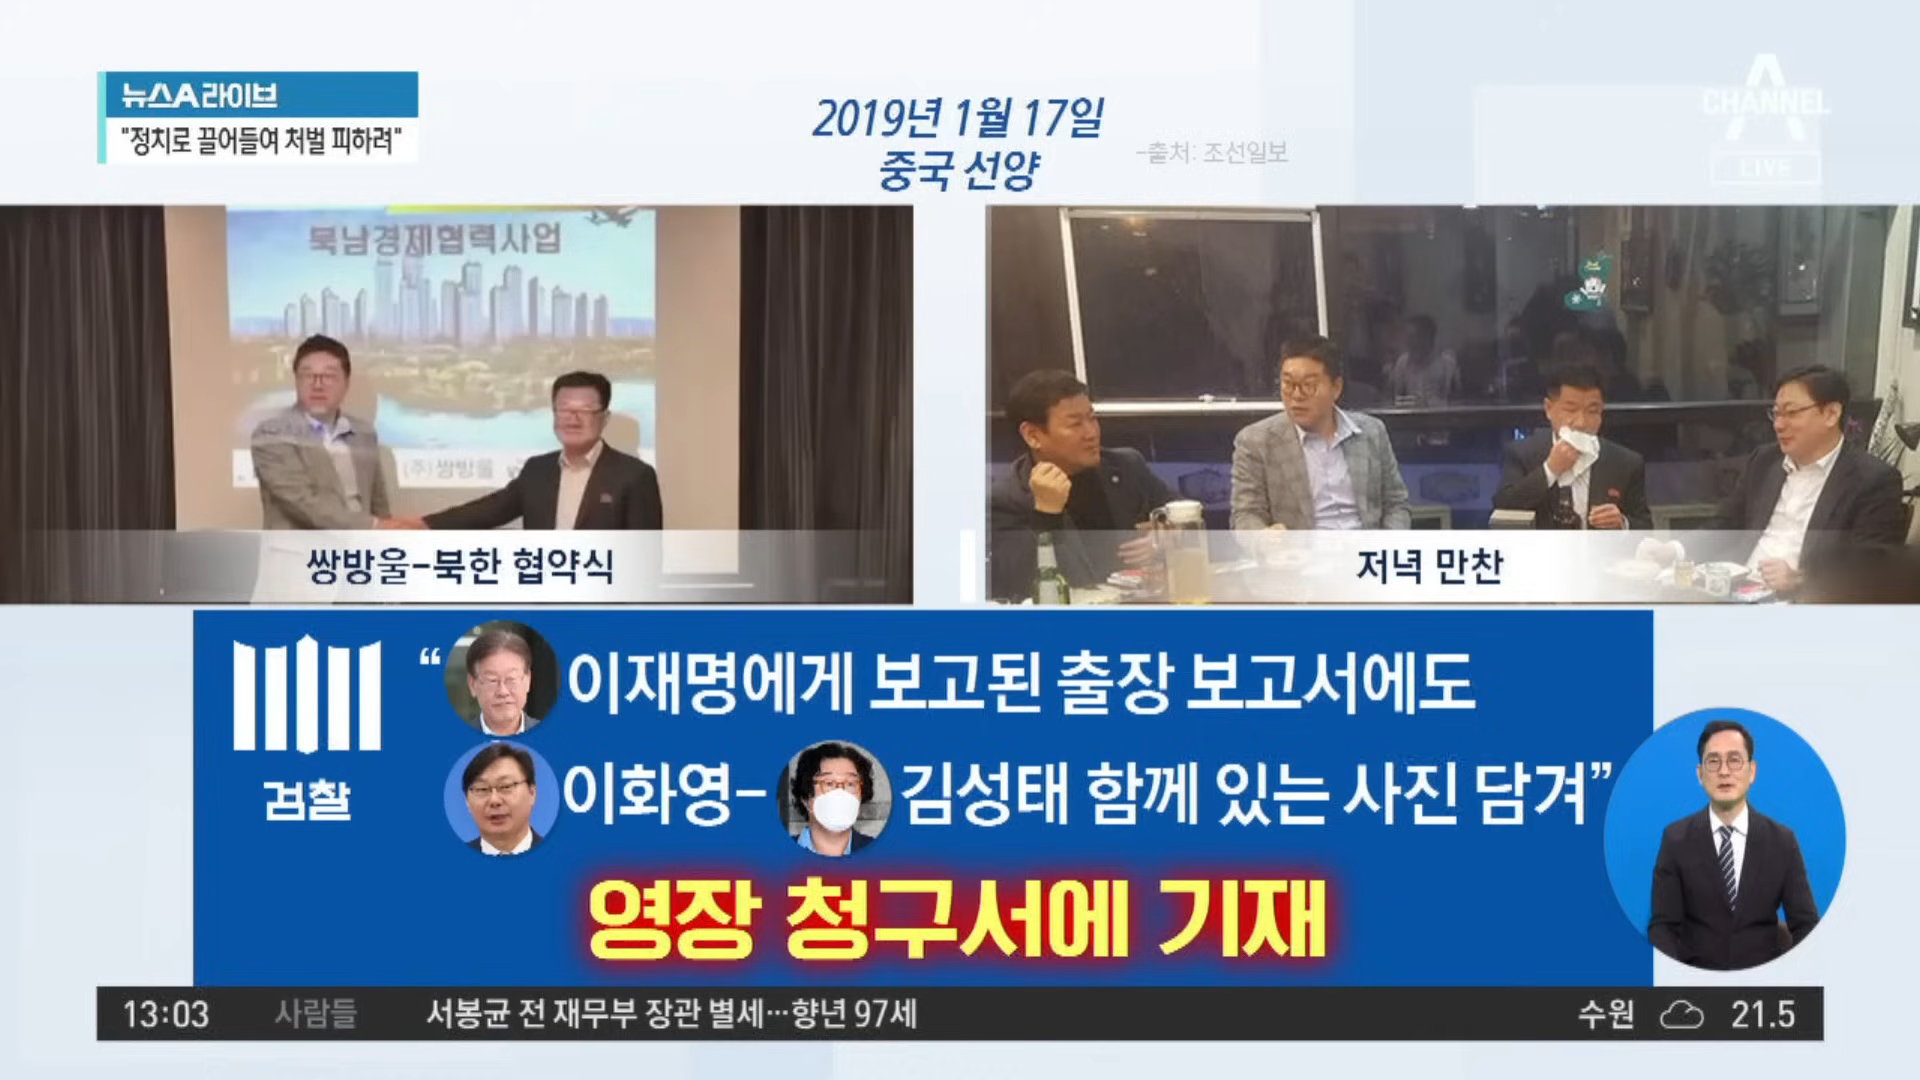 뉴스A 라이브
"정치로 끌어들여 처벌 피하려"
2019년 1월 17일
중국 선양
-출처: 조선일보
CHANNEL A
LIVE
북남경제협력사업
(주)쌍방울
쌍방울-북한 협약식
저녁 만찬
검찰
“이재명에게 보고된 출장 보고서에도
이화영- 김성태 함께 있는 사진 담겨”
영장 청구서에 기재
13:03 사람들 서봉균 전 재무부 장관 별세…향년 97세 수원 21.5